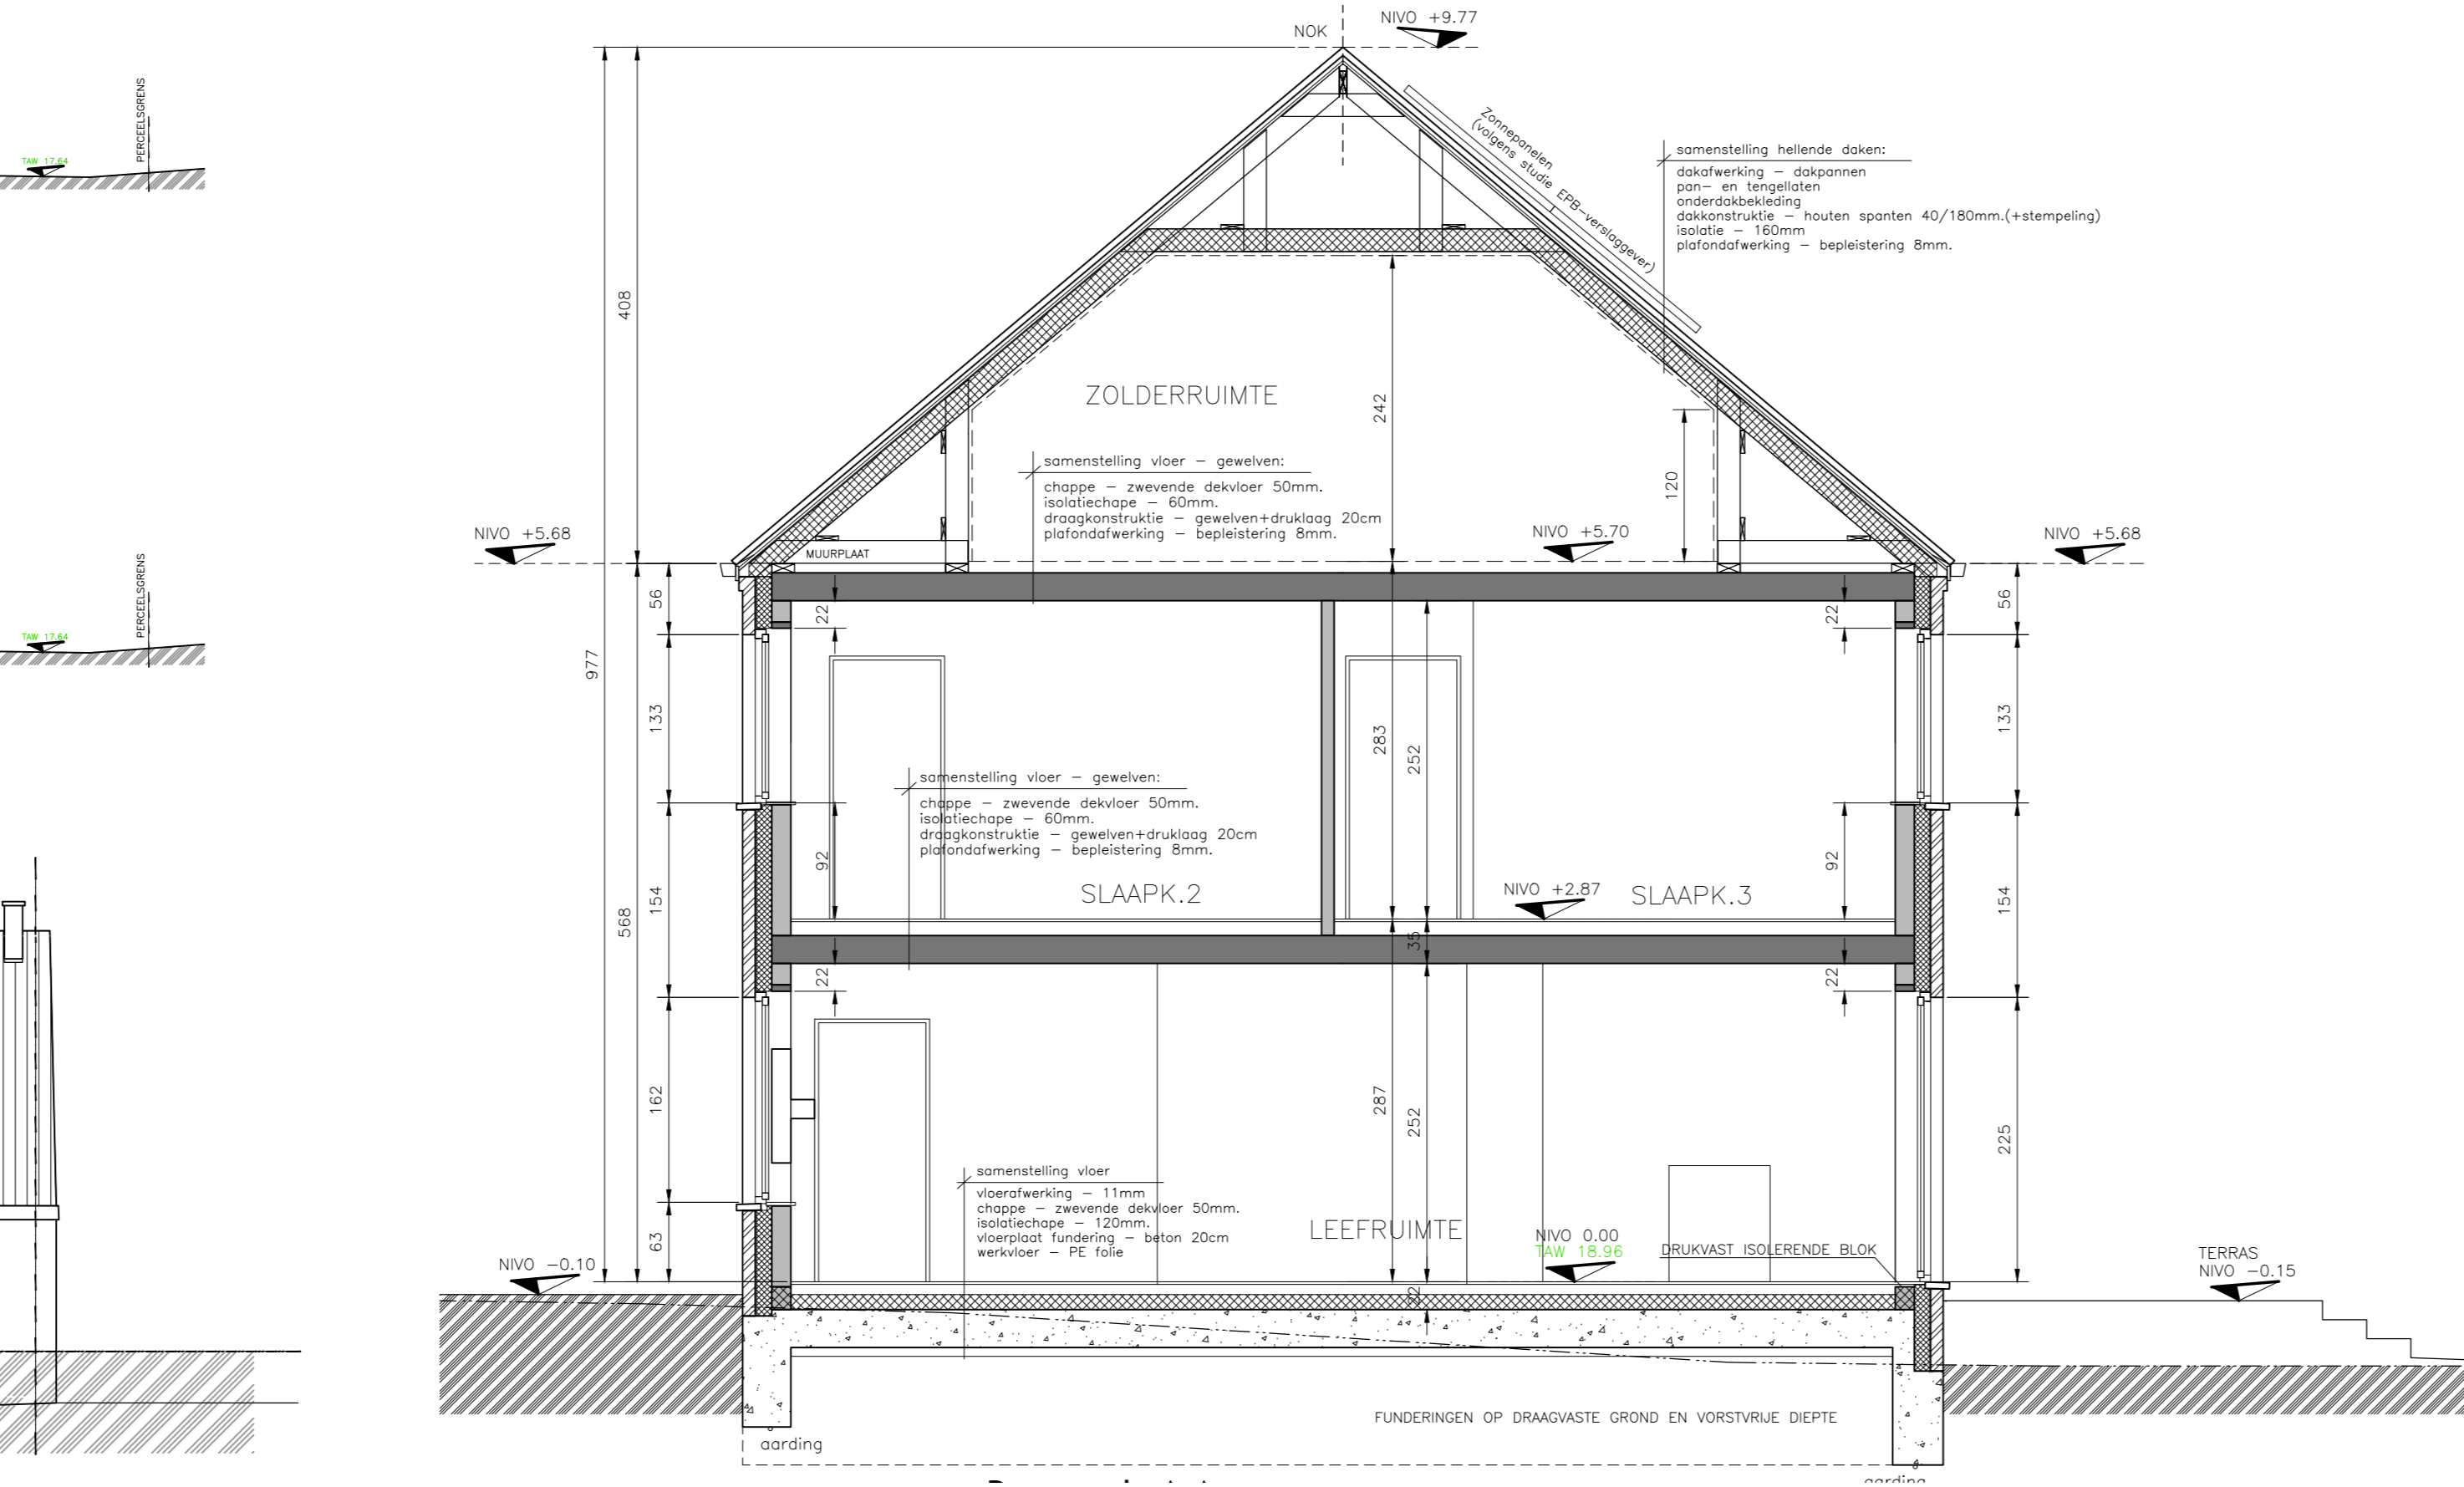 NIVO +9.77
NOK
PERCEELSGRENS
TAW 17.64
Zonnepanelen
(volgens studie EPB-verslaggever)
samenstelling hellende daken:
dakafwerking - dakpannen
pan- en tengellaten
onderdakbekleding
dakkonstruktie - houten spanten 40/180mm.(+stempeling)
isolatie - 160mm
plafondafwerking - bepleistering 8mm.
408
242
120
ZOLDERRUIMTE
samenstelling vloer - gewelven:
chappe - zwevende dekvloer 50mm.
isolatiechape - 60mm.
draagkonstruktie - gewelven+druklaag 20cm
plafondafwerking - bepleistering 8mm.
NIVO +5.68
MUURPLAAT
NIVO +5.70
NIVO +5.68
PERCEELSGRENS
TAW 17.64
977
56
22
22
56
133
283
252
133
samenstelling vloer - gewelven:
chappe - zwevende dekvloer 50mm.
isolatiechape - 60mm.
draagkonstruktie - gewelven+druklaag 20cm
plafondafwerking - bepleistering 8mm.
92
92
SLAAPK.2
NIVO +2.87
SLAAPK.3
568
154
154
35
22
22
162
287
252
225
samenstelling vloer
vloerafwerking - 11mm
chappe - zwevende dekvloer 50mm.
isolatiechape - 120mm.
vloerplaat fundering - beton 20cm
werkvloer - PE folie
63
LEEFRUIMTE
NIVO 0.00
TAW 18.96
DRUKVAST ISOLERENDE BLOK
NIVO -0.10
TERRAS
NIVO -0.15
22
FUNDERINGEN OP DRAAGVASTE GROND EN VORSTVRIJE DIEPTE
aarding
aarding